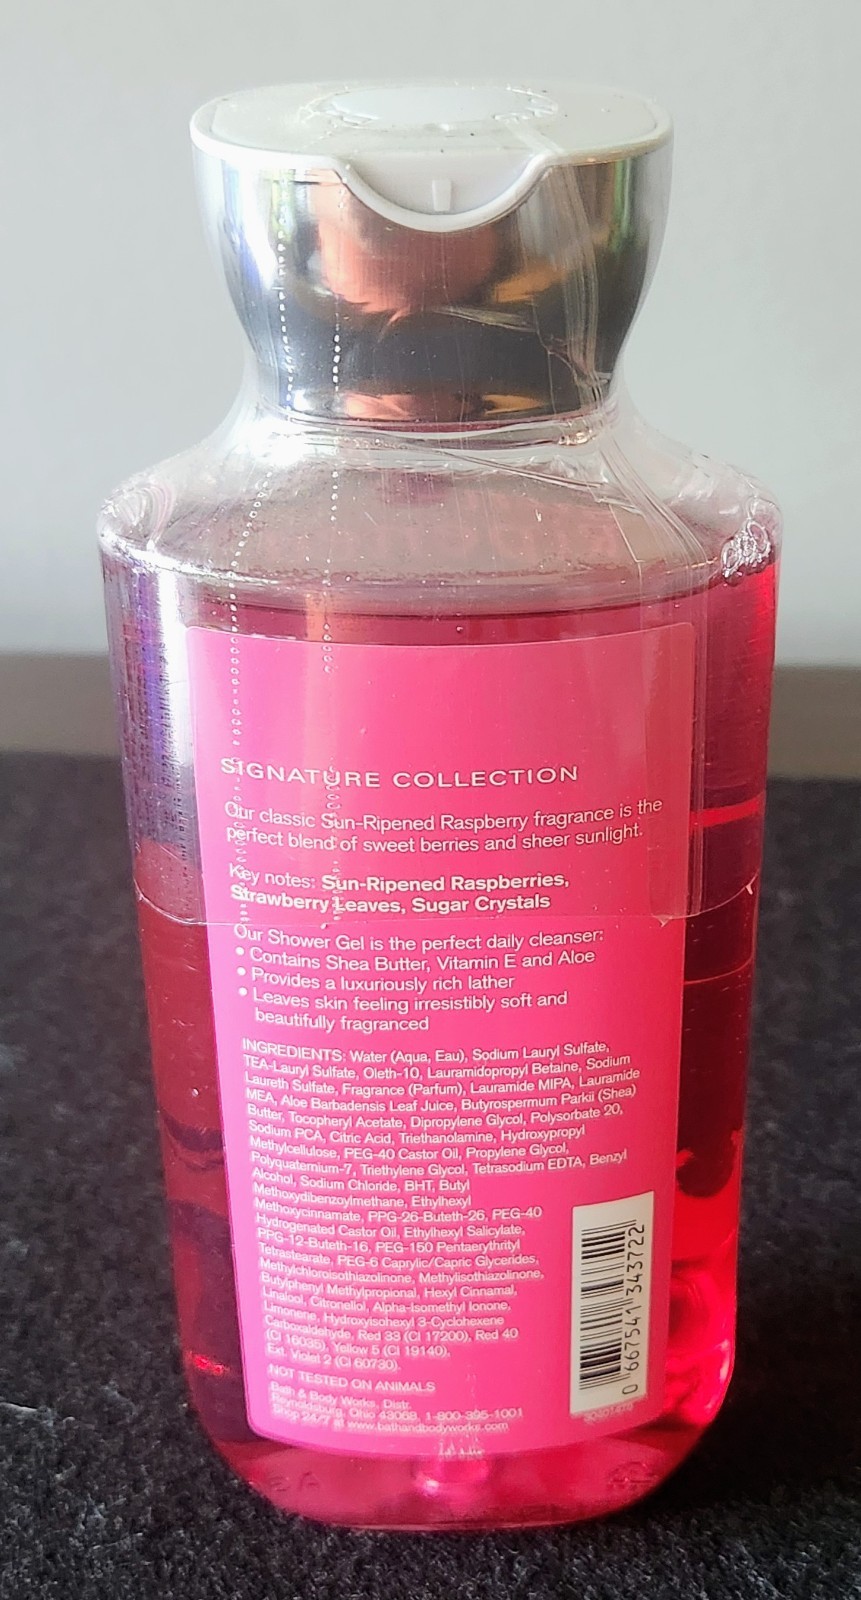 SIGNATURE COLLECTION
Our classic Sun-Ripened Raspberry fragrance is the
perfect blend of sweet berries and sheer sunlight.
Key notes: Sun-Ripened Raspberries,
Strawberry Leaves, Sugar Crystals
Our Shower Gel is the perfect daily cleanser:
• Contains Shea Butter, Vitamin E and Aloe
• Provides a luxuriously rich lather
• Leaves skin feeling irresistibly soft and
beautifully fragranced
INGREDIENTS: Water (Aqua, Eau), Sodium Lauryl Sulfate,
TEA-Lauryl Sulfate, Oleth-10, Lauramidopropyl Betaine, Sodium
Laureth Sulfate, Fragrance (Parfum), Lauramide MIPA, Lauramide
MEA, Aloe Barbadensis Leaf Juice, Butyrospermum Parkii (Shea)
Butter, Tocopheryl Acetate, Dipropylene Glycol, Polysorbate 20,
Sodium PCA, Citric Acid, Triethanolamine, Hydroxypropyl
Methylcellulose, PEG-40 Castor Oil, Propylene Glycol,
Polyquaternium-7, Triethylene Glycol, Tetrasodium EDTA, Benzyl
Alcohol, Sodium Chloride, BHT, Butyl
Methoxydibenzoylmethane, Ethylhexyl
Methoxycinnamate, PPG-26-Buteth-26, PEG-40
Hydrogenated Castor Oil, Ethylhexyl Salicylate,
PPG-12-Buteth-16, PEG-150 Pentaerythrityl
Tetrastearate, PEG-6 Caprylic/Capric Glycerides,
Methylchloroisothiazolinone, Methylisothiazolinone,
Butylphenyl Methylpropional, Hexyl Cinnamal,
Linalool, Citronellol, Alpha-Isomethyl Ionone,
Limonene, Hydroxyisohexyl 3-Cyclohexene
Carboxaldehyde, Red 33 (CI 17200), Red 40
(CI 16035), Yellow 5 (CI 19140),
Ext. Violet 2 (CI 60730).
NOT TESTED ON ANIMALS
Bath & Body Works, Distr.
Reynoldsburg, Ohio 43068, 1-800-395-1001
Shop 24/7 at www.bathandbodyworks.com
0 667541 343722